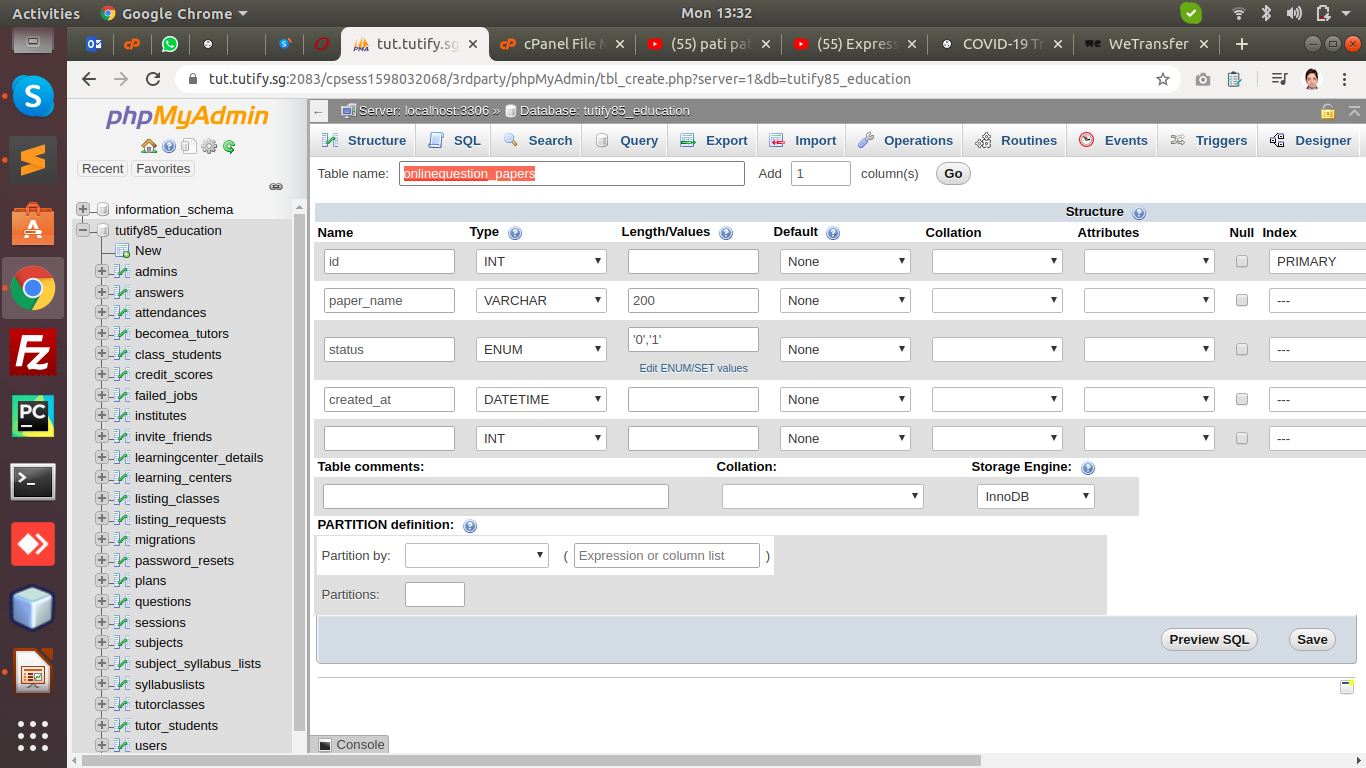 Activities Google Chrome Mon 13:32
tut.tutify.sg cPanel File M (55) pati pat (55) Express COVID-19 Tr WeTransfer
tut.tutify.sg:2083/cpsess1598032068/3rdparty/phpMyAdmin/tbl_create.php?server=1&db=tutify85_education
phpMyAdmin
Recent Favorites
information_schema
tutify85_education
New
admins
answers
attendances
becomea_tutors
class_students
credit_scores
failed_jobs
institutes
invite_friends
learningcenter_details
learning_centers
listing_classes
listing_requests
migrations
password_resets
plans
questions
sessions
subjects
subject_syllabus_lists
syllabuslists
tutorclasses
tutor_students
users
Server: localhost:3306 » Database: tutify85_education
Structure SQL Search Query Export Import Operations Routines Events Triggers Designer
Table name: onlinequestion_papers Add 1 column(s) Go
Structure
Name Type Length/Values Default Collation Attributes Null Index
id INT None PRIMARY
paper_name VARCHAR 200 None ---
status ENUM '0','1' None ---
Edit ENUM/SET values
created_at DATETIME None ---
INT None ---
Table comments: Collation: Storage Engine:
InnoDB
PARTITION definition:
Partition by: ( Expression or column list )
Partitions:
Preview SQL Save
Console